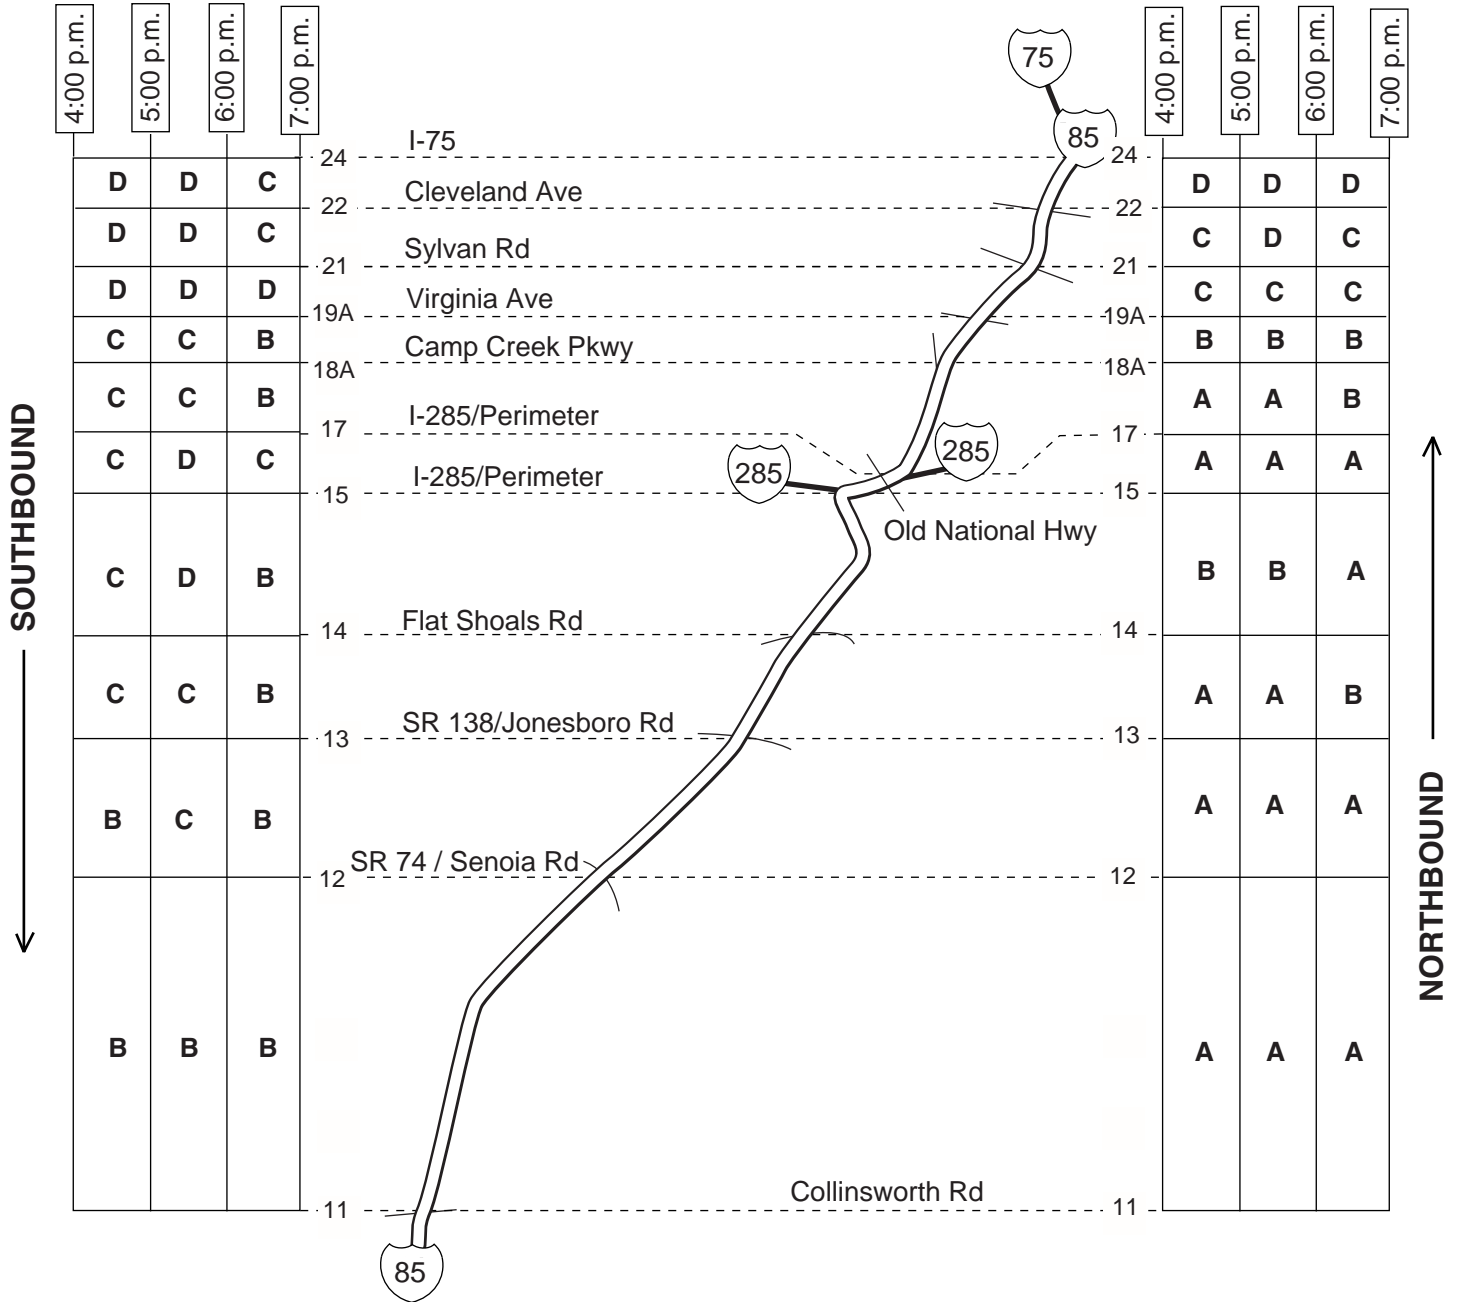 4:00 p.m. 5:00 p.m. 6:00 p.m. 7:00 p.m. 75 4:00 p.m. 5:00 p.m. 6:00 p.m. 7:00 p.m.
85
24 I-75 24
D D C D D D
Cleveland Ave
22 22
D D C C D C
Sylvan Rd
21 21
D D D C C C
Virginia Ave
19A 19A
C C B B B B
Camp Creek Pkwy
18A 18A
C C B A A B
I-285/Perimeter
17 17
285
C D C A A A
285
I-285/Perimeter
15 15
Old National Hwy
C D B B B A
Flat Shoals Rd
14 14
C C B A A B
SR 138/Jonesboro Rd
13 13
B C B A A A
SR 74 / Senoia Rd
12 12
B B B A A A
Collinsworth Rd
11 11
85
SOUTHBOUND
NORTHBOUND